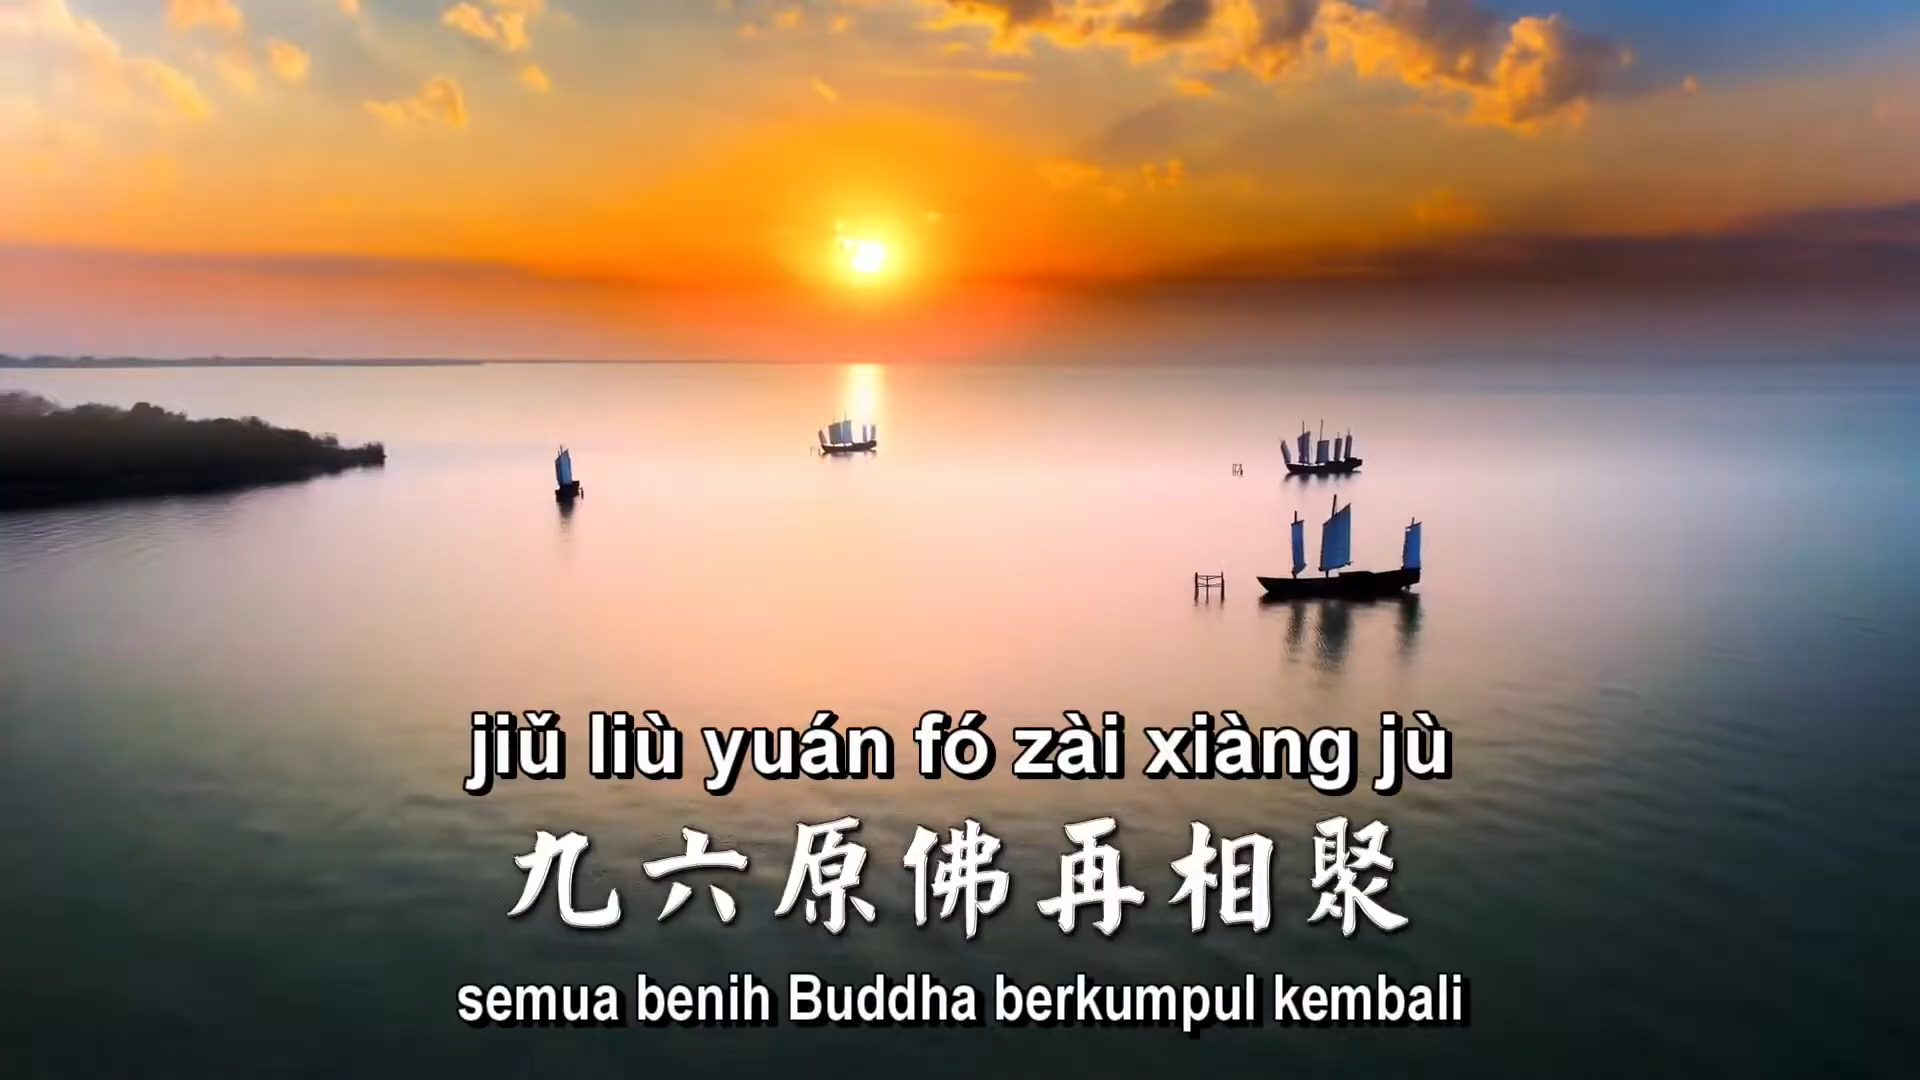 jiǔ liù yuán fó zài xiàng jù
九六原佛再相聚
semua benih Buddha berkumpul kembali